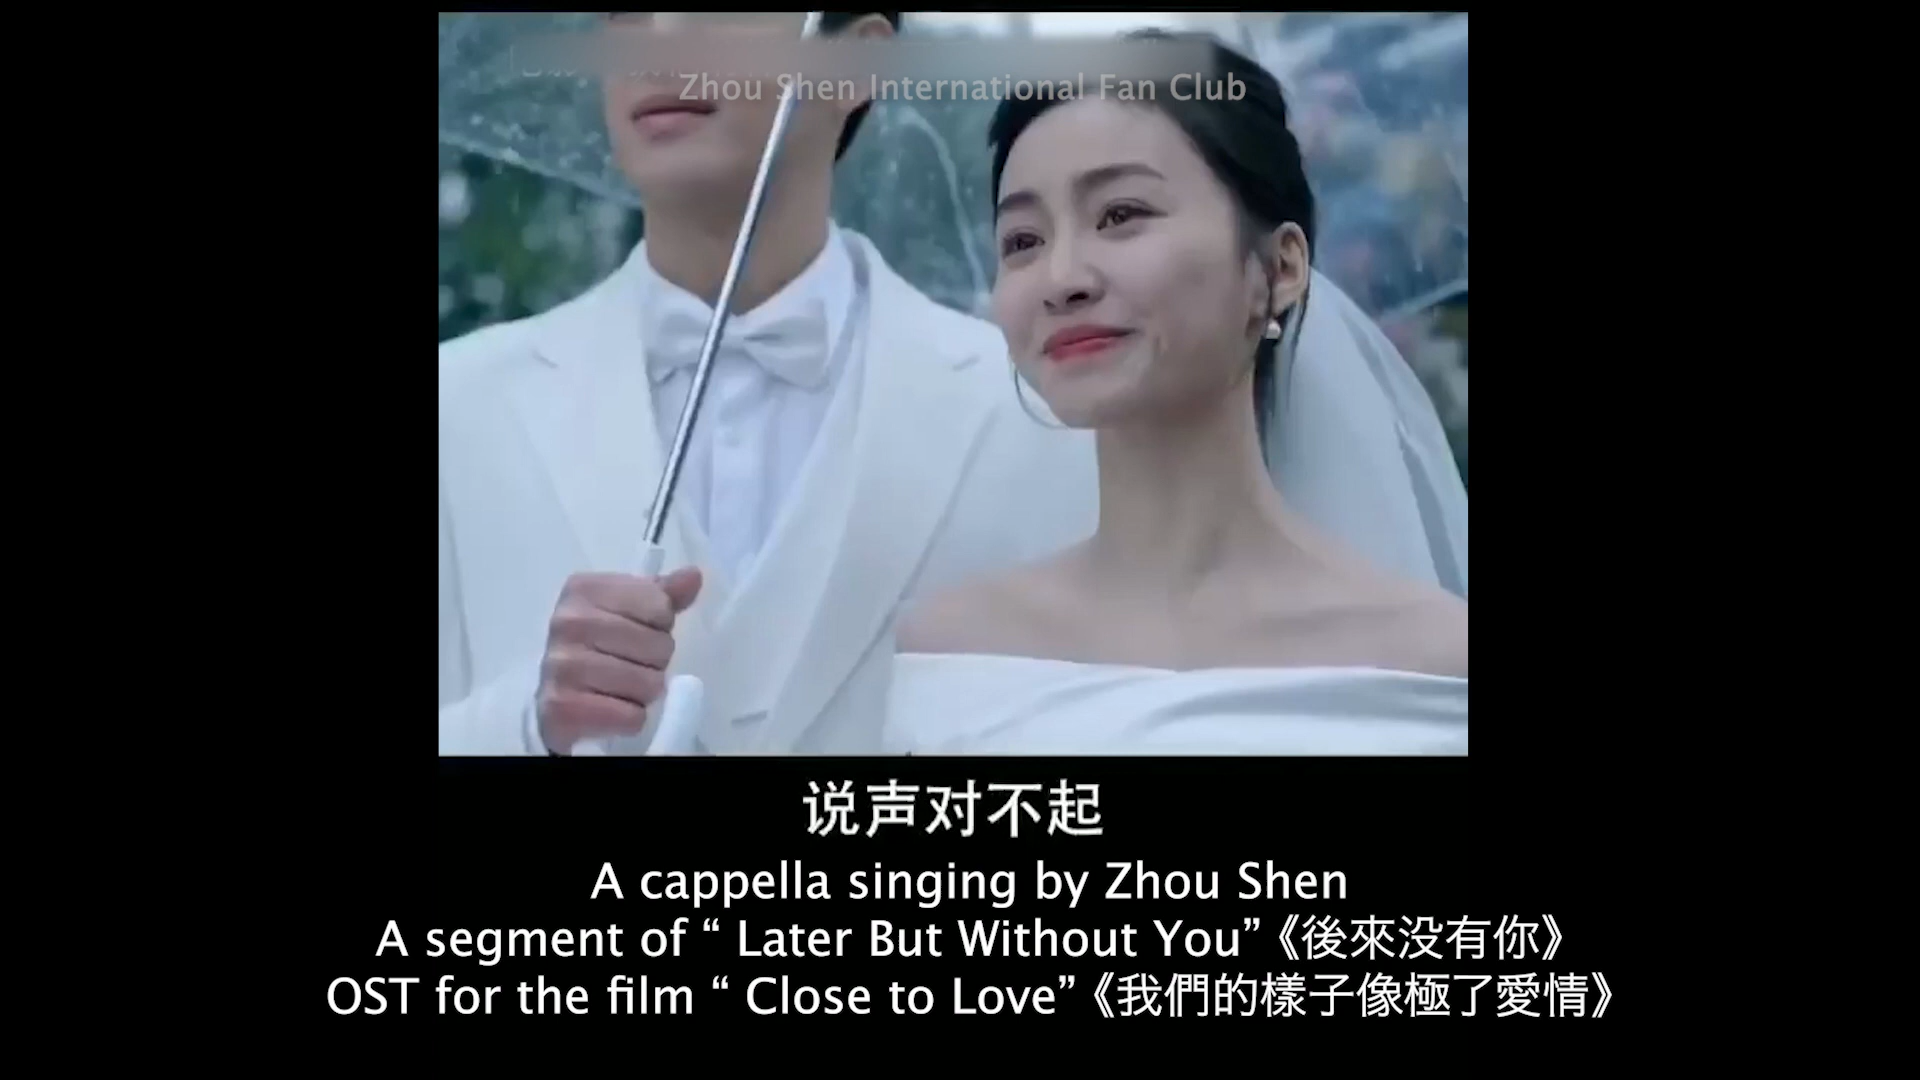 Zhou Shen International Fan Club
说声对不起
A cappella singing by Zhou Shen
A segment of “ Later But Without You”《後來没有你》
OST for the film “ Close to Love”《我們的樣子像極了愛情》